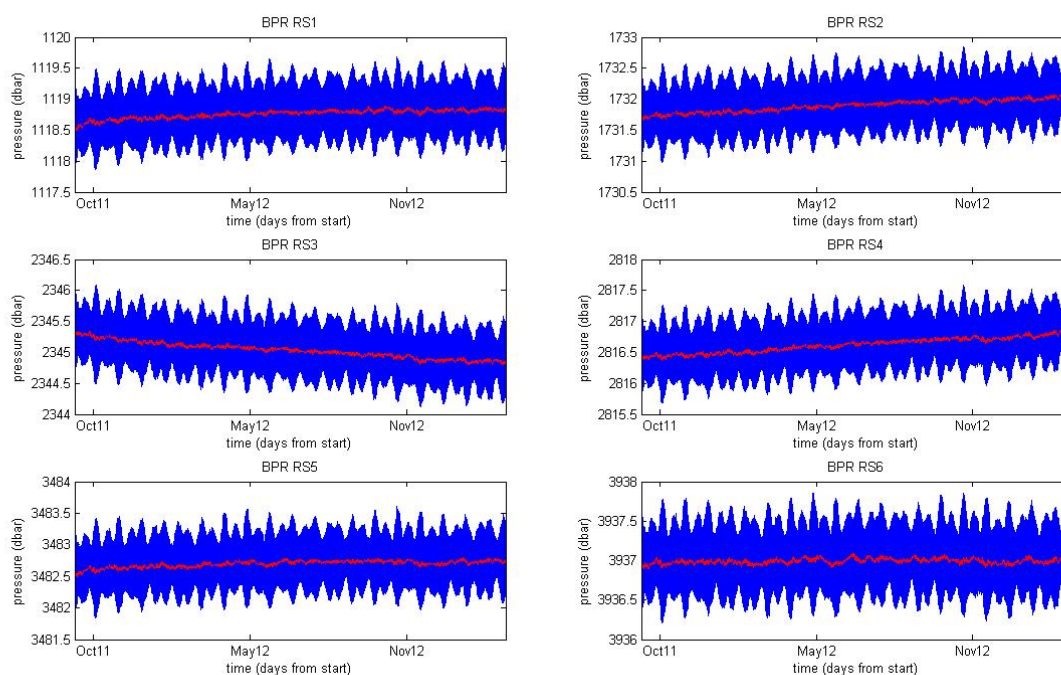 BPR RS1
1120
1119.5
1119
1118.5
1118
1117.5
pressure (dbar)
Oct11 May12 Nov12
time (days from start)
BPR RS2
1733
1732.5
1732
1731.5
1731
1730.5
pressure (dbar)
Oct11 May12 Nov12
time (days from start)
BPR RS3
2346.5
2346
2345.5
2345
2344.5
2344
pressure (dbar)
Oct11 May12 Nov12
time (days from start)
BPR RS4
2818
2817.5
2817
2816.5
2816
2815.5
pressure (dbar)
Oct11 May12 Nov12
time (days from start)
BPR RS5
3484
3483.5
3483
3482.5
3482
3481.5
pressure (dbar)
Oct11 May12 Nov12
time (days from start)
BPR RS6
3938
3937.5
3937
3936.5
3936
pressure (dbar)
Oct11 May12 Nov12
time (days from start)